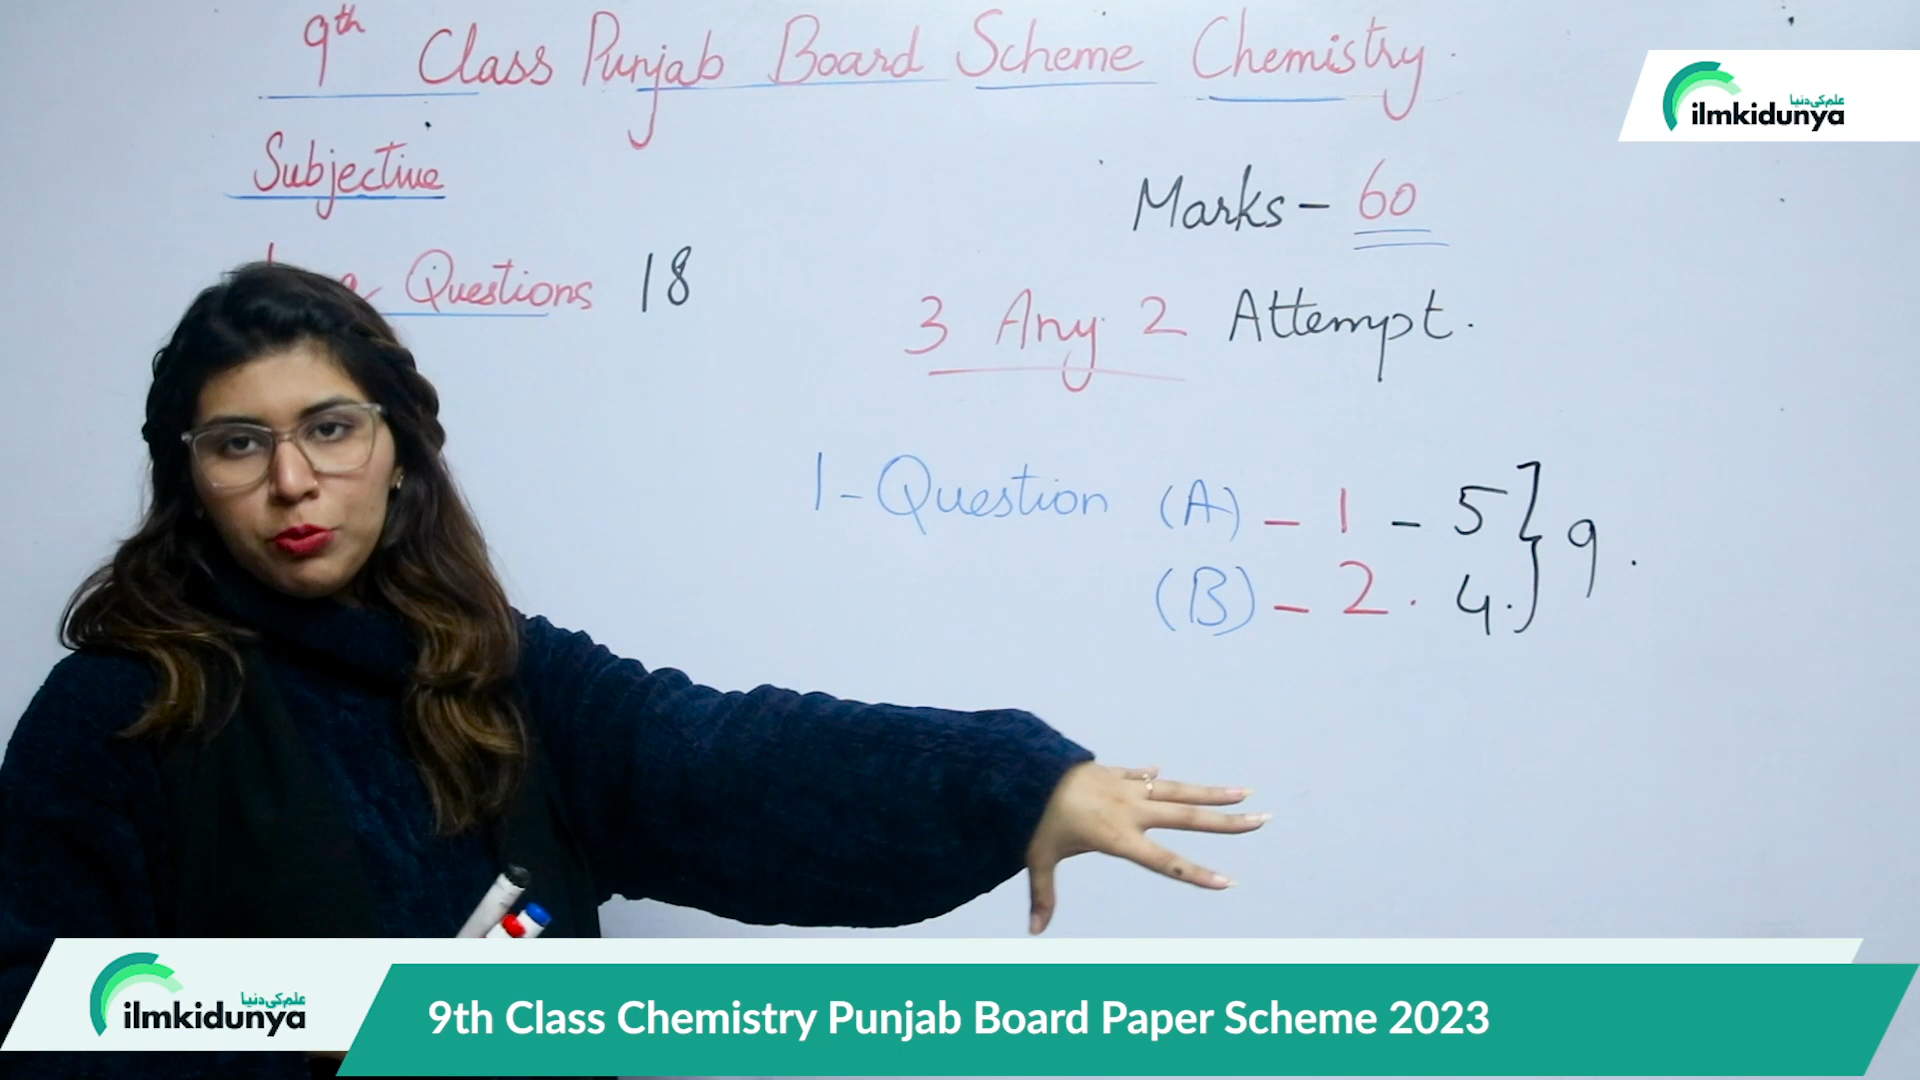 9th Class Punjab Board Scheme Chemistry.
علم کی دنیا
ilmkidunya
Subjective
Marks - 60
Questions 18
3 Any 2 Attempt.
1 - Question (A) - 1 - 5 } 9.
(B) - 2. 4.
علم کی دنیا
ilmkidunya
9th Class Chemistry Punjab Board Paper Scheme 2023